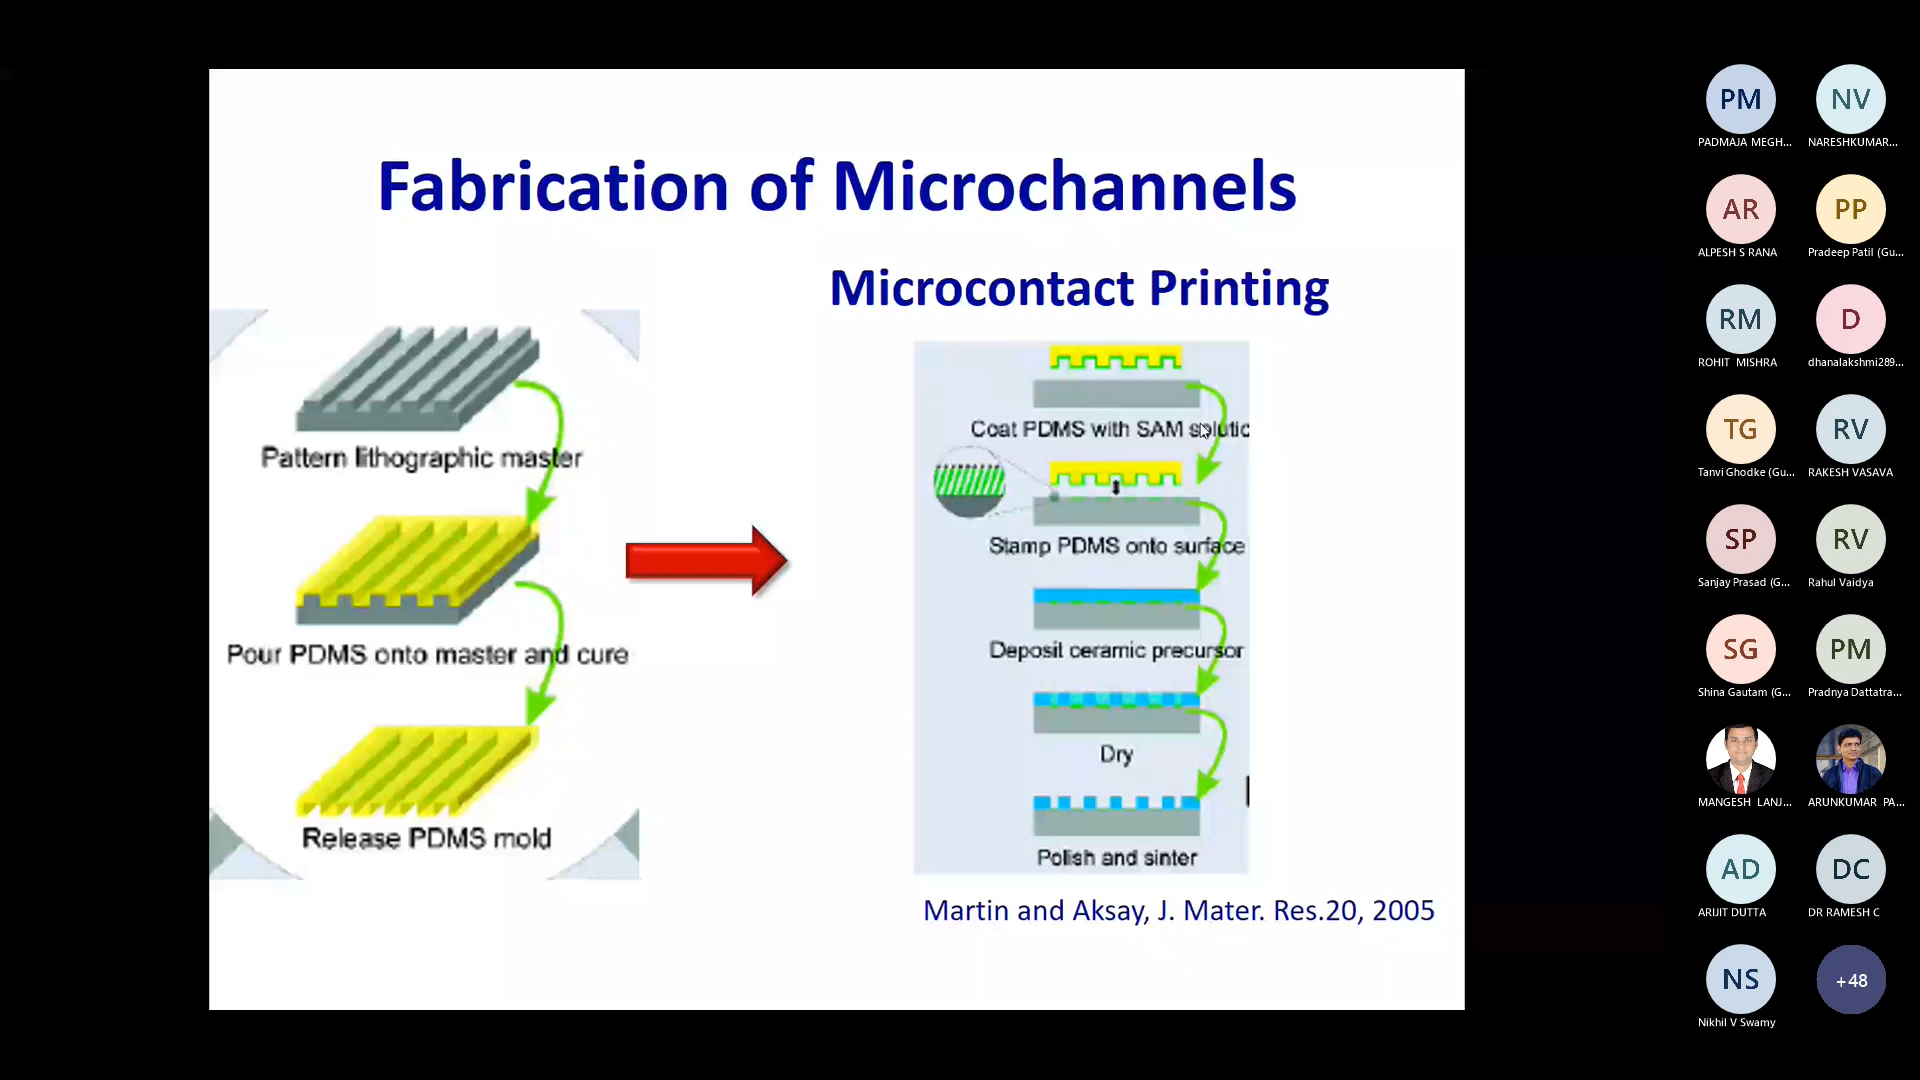 Fabrication of Microchannels
Microcontact Printing
Pattern lithographic master
Pour PDMS onto master and cure
Release PDMS mold
Coat PDMS with SAM solutic
Stamp PDMS onto surface
Deposit ceramic precursor
Dry
Polish and sinter
Martin and Aksay, J. Mater. Res.20, 2005
PM
PADMAJA MEGH...
NV
NARESHKUMAR...
AR
ALPESH S RANA
PP
Pradeep Patil (Gu...
RM
ROHIT MISHRA
D
dhanalakshmi289...
TG
Tanvi Ghodke (Gu...
RV
RAKESH VASAVA
SP
Sanjay Prasad (G...
RV
Rahul Vaidya
SG
Shina Gautam (G...
PM
Pradnya Dattatra...
MANGESH LANJ...
ARUNKUMAR PA...
AD
ARIJIT DUTTA
DC
DR RAMESH C
NS
Nikhil V Swamy
+48